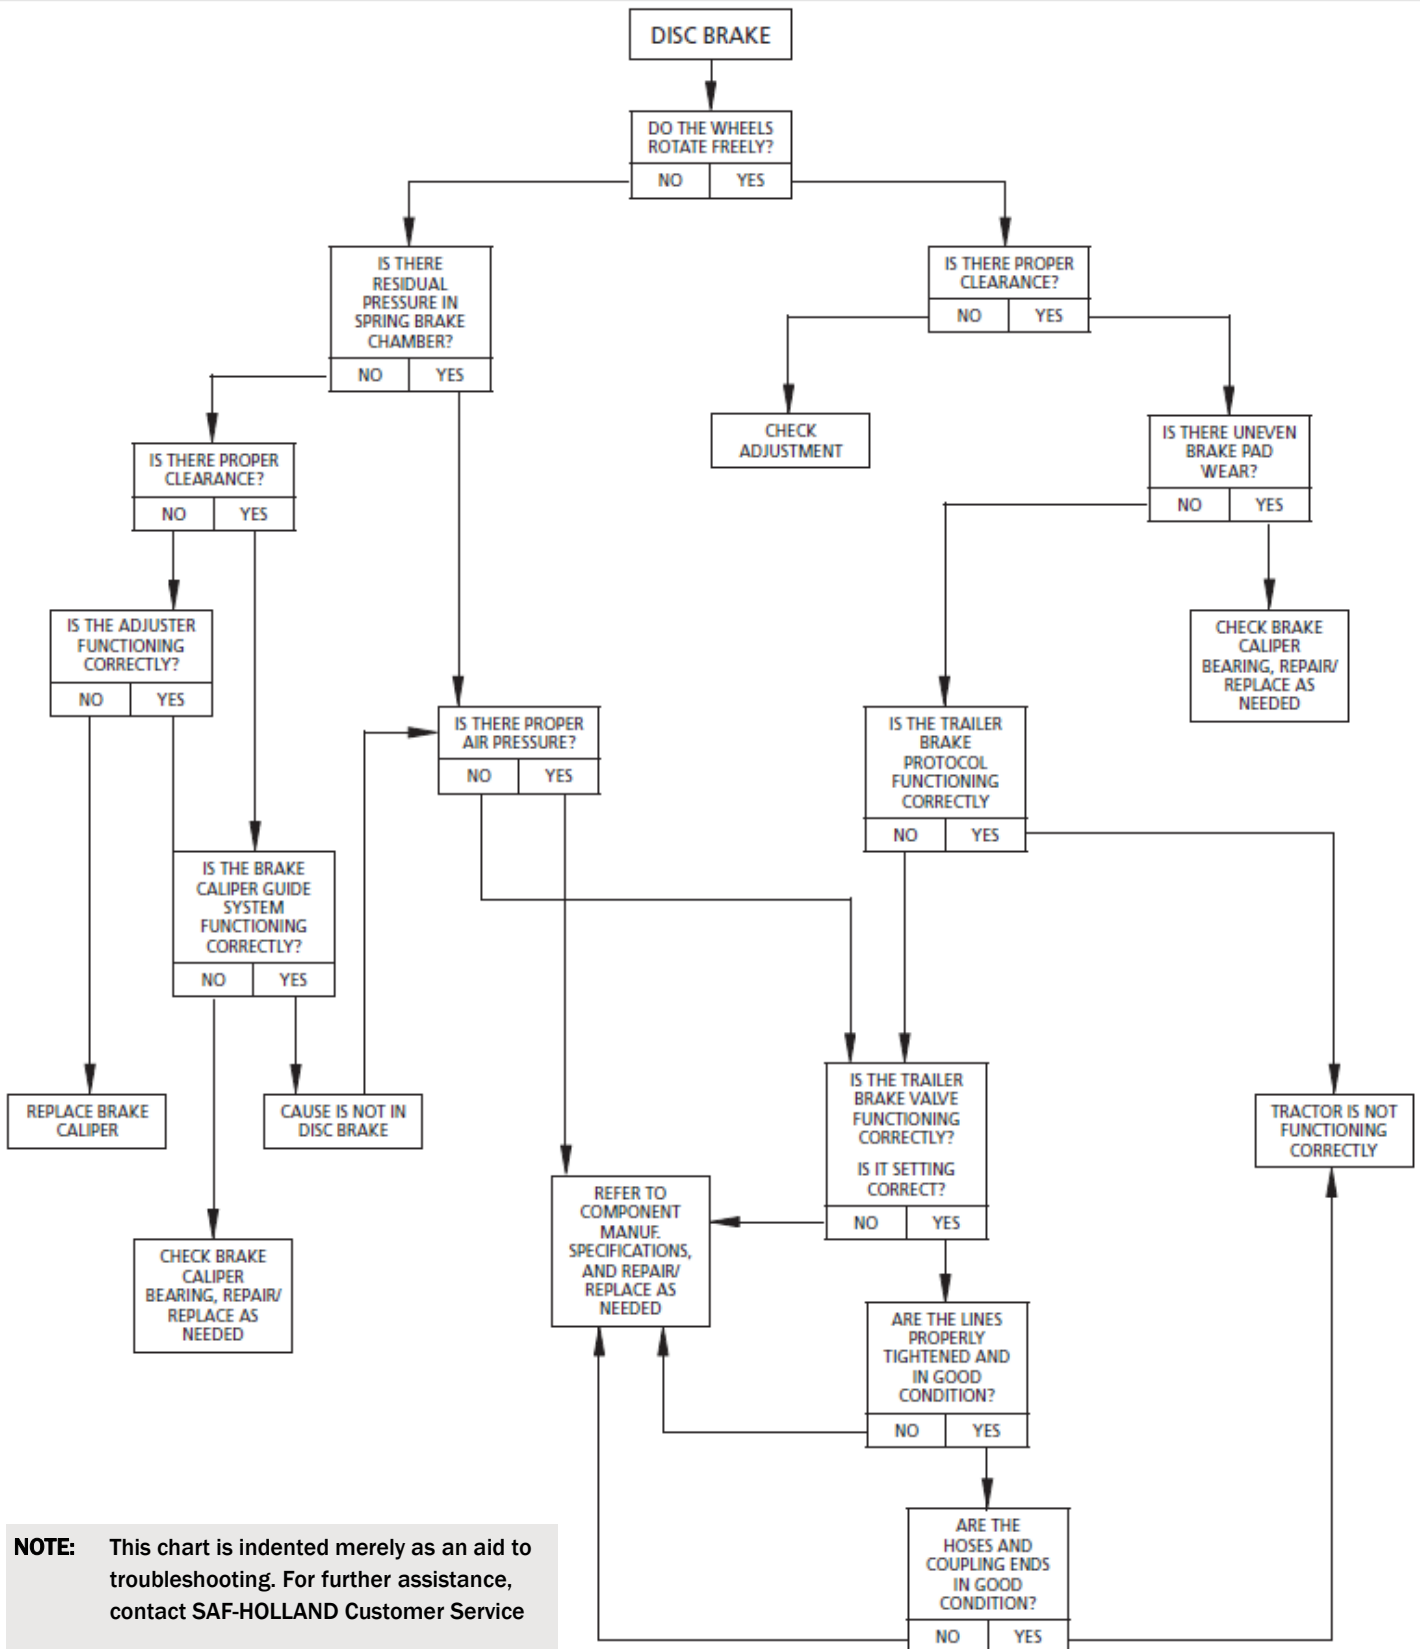 DISC BRAKE
DO THE WHEELS
ROTATE FREELY?
NO YES
IS THERE
RESIDUAL
PRESSURE IN
SPRING BRAKE
CHAMBER?
NO YES
IS THERE PROPER
CLEARANCE?
NO YES
CHECK
ADJUSTMENT
IS THERE UNEVEN
BRAKE PAD
WEAR?
NO YES
IS THERE PROPER
CLEARANCE?
NO YES
IS THE ADJUSTER
FUNCTIONING
CORRECTLY?
NO YES
CHECK BRAKE
CALIPER
BEARING, REPAIR/
REPLACE AS
NEEDED
IS THERE PROPER
AIR PRESSURE?
NO YES
IS THE TRAILER
BRAKE
PROTOCOL
FUNCTIONING
CORRECTLY
NO YES
IS THE BRAKE
CALIPER GUIDE
SYSTEM
FUNCTIONING
CORRECTLY?
NO YES
REPLACE BRAKE
CALIPER
CAUSE IS NOT IN
DISC BRAKE
IS THE TRAILER
BRAKE VALVE
FUNCTIONING
CORRECTLY?
IS IT SETTING
CORRECT?
NO YES
TRACTOR IS NOT
FUNCTIONING
CORRECTLY
REFER TO
COMPONENT
MANUF.
SPECIFICATIONS,
AND REPAIR/
REPLACE AS
NEEDED
CHECK BRAKE
CALIPER
BEARING, REPAIR/
REPLACE AS
NEEDED
ARE THE LINES
PROPERLY
TIGHTENED AND
IN GOOD
CONDITION?
NO YES
ARE THE
HOSES AND
COUPLING ENDS
IN GOOD
CONDITION?
NO YES
NOTE: This chart is indented merely as an aid to
troubleshooting. For further assistance,
contact SAF-HOLLAND Customer Service